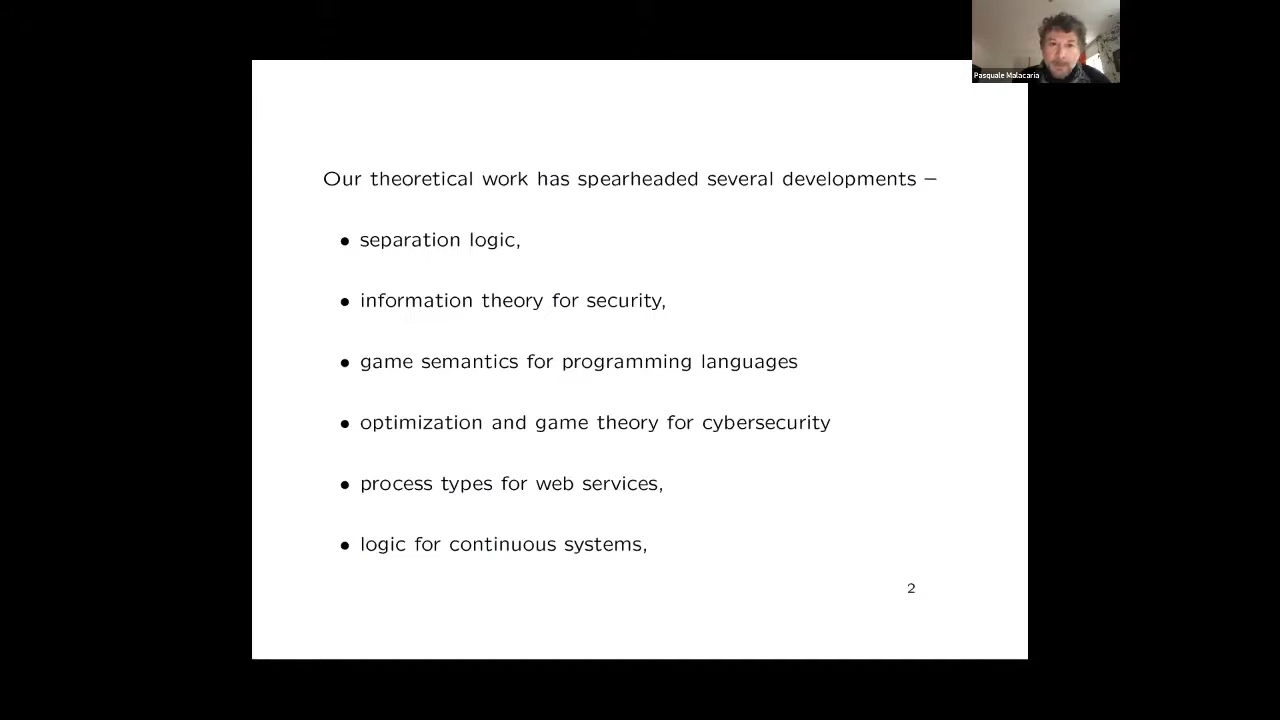 Pasquale Malacaria
Our theoretical work has spearheaded several developments –
• separation logic,
• information theory for security,
• game semantics for programming languages
• optimization and game theory for cybersecurity
• process types for web services,
• logic for continuous systems,
2